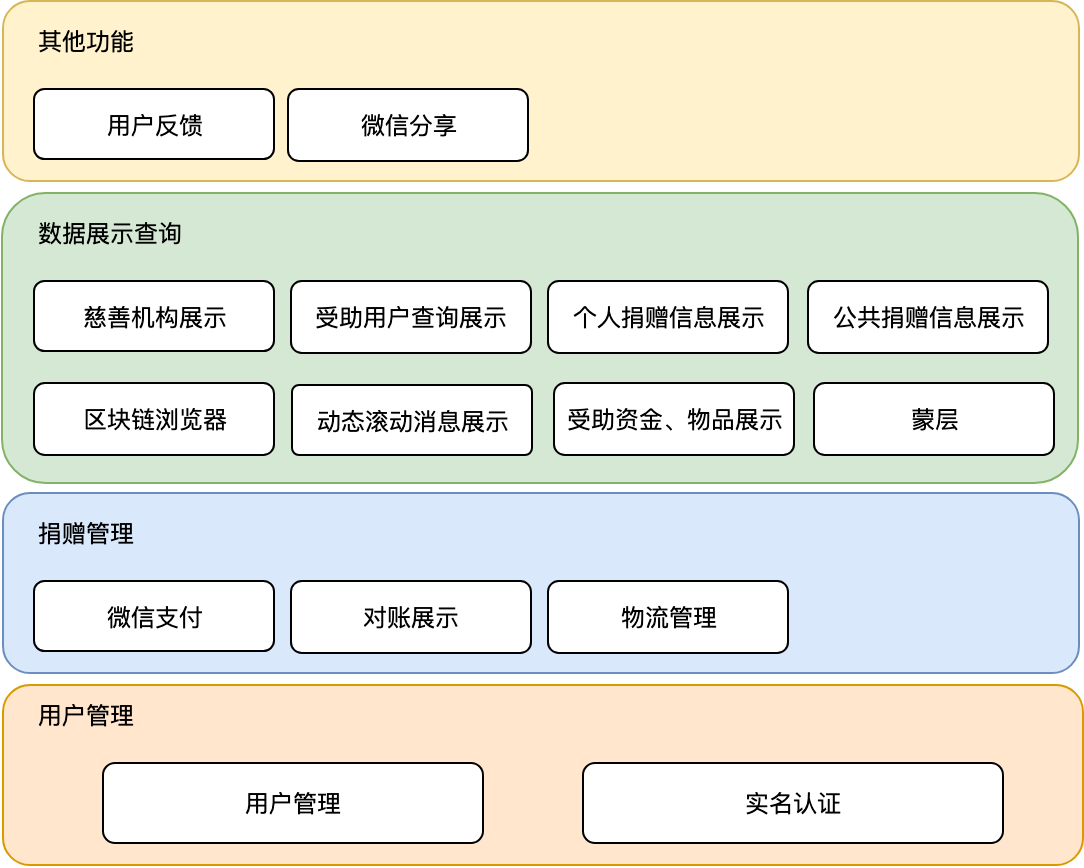 其他功能
用户反馈
微信分享
数据展示查询
慈善机构展示
受助用户查询展示
个人捐赠信息展示
公共捐赠信息展示
区块链浏览器
动态滚动消息展示
受助资金、物品展示
蒙层
捐赠管理
微信支付
对账展示
物流管理
用户管理
用户管理
实名认证